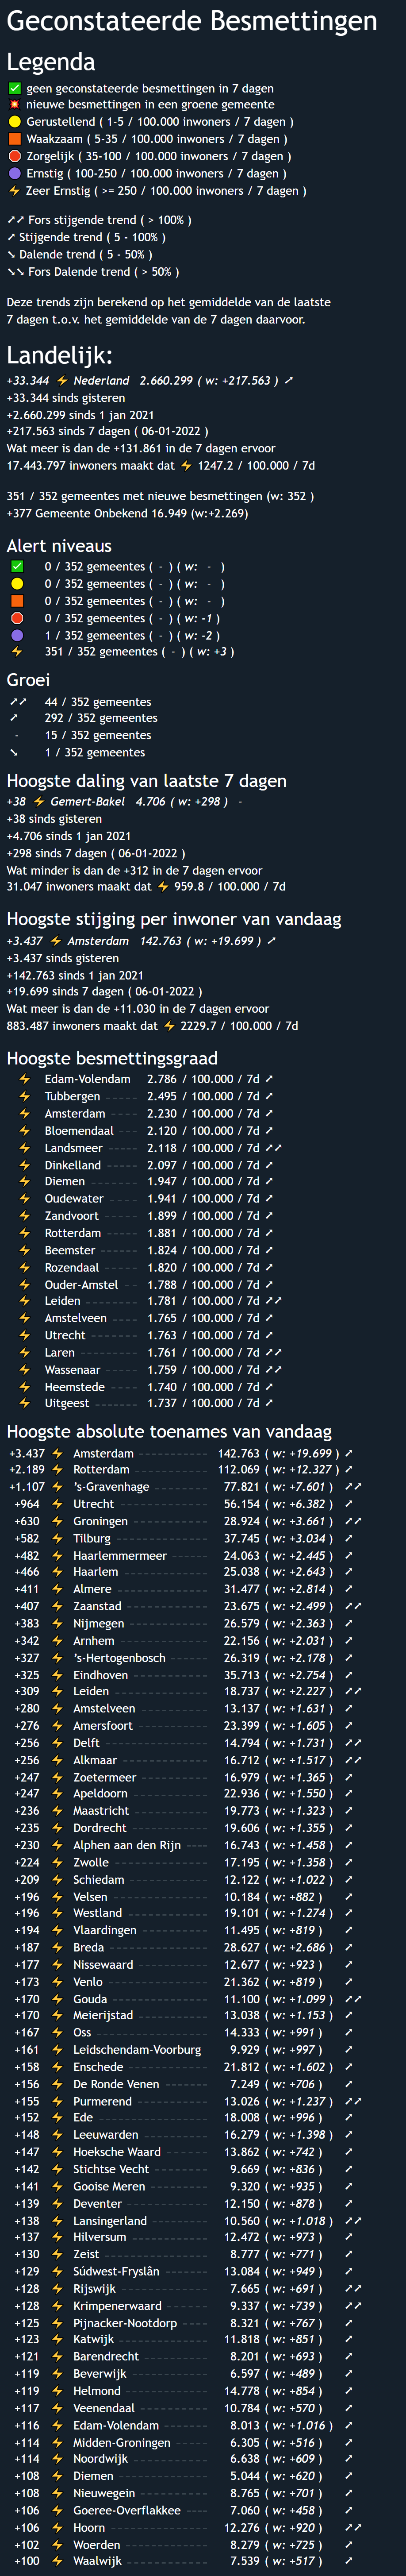 Geconstateerde Besmettingen
Legenda
✅ geen geconstateerde besmettingen in 7 dagen
💥 nieuwe besmettingen in een groene gemeente
🟡 Gerustellend ( 1-5 / 100.000 inwoners / 7 dagen )
🟧 Waakzaam ( 5-35 / 100.000 inwoners / 7 dagen )
🛑 Zorgelijk ( 35-100 / 100.000 inwoners / 7 dagen )
🟣 Ernstig ( 100-250 / 100.000 inwoners / 7 dagen )
⚡ Zeer Ernstig ( >= 250 / 100.000 inwoners / 7 dagen )
➚➚ Fors stijgende trend ( > 100% )
➚ Stijgende trend ( 5 - 100% )
➘ Dalende trend ( 5 - 50% )
➘➘ Fors Dalende trend ( > 50% )
Deze trends zijn berekend op het gemiddelde van de laatste
7 dagen t.o.v. het gemiddelde van de 7 dagen daarvoor.
Landelijk:
+33.344 ⚡ Nederland 2.660.299 ( w: +217.563 ) ➚
+33.344 sinds gisteren
+2.660.299 sinds 1 jan 2021
+217.563 sinds 7 dagen ( 06-01-2022 )
Wat meer is dan de +131.861 in de 7 dagen ervoor
17.443.797 inwoners maakt dat ⚡ 1247.2 / 100.000 / 7d
351 / 352 gemeentes met nieuwe besmettingen (w: 352 )
+377 Gemeente Onbekend 16.949 (w:+2.269)
Alert niveaus
✅ 0 / 352 gemeentes ( - ) ( w: - )
🟡 0 / 352 gemeentes ( - ) ( w: - )
🟧 0 / 352 gemeentes ( - ) ( w: - )
🛑 0 / 352 gemeentes ( - ) ( w: -1 )
🟣 1 / 352 gemeentes ( - ) ( w: -2 )
⚡ 351 / 352 gemeentes ( - ) ( w: +3 )
Groei
➚➚ 44 / 352 gemeentes
➚ 292 / 352 gemeentes
- 15 / 352 gemeentes
➘ 1 / 352 gemeentes
Hoogste daling van laatste 7 dagen
+38 ⚡ Gemert-Bakel 4.706 ( w: +298 ) -
+38 sinds gisteren
+4.706 sinds 1 jan 2021
+298 sinds 7 dagen ( 06-01-2022 )
Wat minder is dan de +312 in de 7 dagen ervoor
31.047 inwoners maakt dat ⚡ 959.8 / 100.000 / 7d
Hoogste stijging per inwoner van vandaag
+3.437 ⚡ Amsterdam 142.763 ( w: +19.699 ) ➚
+3.437 sinds gisteren
+142.763 sinds 1 jan 2021
+19.699 sinds 7 dagen ( 06-01-2022 )
Wat meer is dan de +11.030 in de 7 dagen ervoor
883.487 inwoners maakt dat ⚡ 2229.7 / 100.000 / 7d
Hoogste besmettingsgraad
⚡ Edam-Volendam 2.786 / 100.000 / 7d ➚
⚡ Tubbergen ----- 2.495 / 100.000 / 7d ➚
⚡ Amsterdam ---- 2.230 / 100.000 / 7d ➚
⚡ Bloemendaal --- 2.120 / 100.000 / 7d ➚
⚡ Landsmeer ----- 2.118 / 100.000 / 7d ➚➚
⚡ Dinkelland ----- 2.097 / 100.000 / 7d ➚
⚡ Diemen -------- 1.947 / 100.000 / 7d ➚
⚡ Oudewater ---- 1.941 / 100.000 / 7d ➚
⚡ Zandvoort ----- 1.899 / 100.000 / 7d ➚
⚡ Rotterdam ----- 1.881 / 100.000 / 7d ➚
⚡ Beemster ------ 1.824 / 100.000 / 7d ➚
⚡ Rozendaal ----- 1.820 / 100.000 / 7d ➚
⚡ Ouder-Amstel -- 1.788 / 100.000 / 7d ➚
⚡ Leiden --------- 1.781 / 100.000 / 7d ➚➚
⚡ Amstelveen ---- 1.765 / 100.000 / 7d ➚
⚡ Utrecht -------- 1.763 / 100.000 / 7d ➚
⚡ Laren ---------- 1.761 / 100.000 / 7d ➚➚
⚡ Wassenaar ----- 1.759 / 100.000 / 7d ➚➚
⚡ Heemstede ---- 1.740 / 100.000 / 7d ➚
⚡ Uitgeest ------- 1.737 / 100.000 / 7d ➚
Hoogste absolute toenames van vandaag
+3.437 ⚡ Amsterdam ----------- 142.763 ( w: +19.699 ) ➚
+2.189 ⚡ Rotterdam ------------ 112.069 ( w: +12.327 ) ➚
+1.107 ⚡ 's-Gravenhage --------- 77.821 ( w: +7.601 ) ➚➚
+964 ⚡ Utrecht --------------- 56.154 ( w: +6.382 ) ➚
+630 ⚡ Groningen ------------ 28.924 ( w: +3.661 ) ➚➚
+582 ⚡ Tilburg --------------- 37.745 ( w: +3.034 ) ➚
+482 ⚡ Haarlemmermeer ------ 24.063 ( w: +2.445 ) ➚
+466 ⚡ Haarlem -------------- 25.038 ( w: +2.643 ) ➚
+411 ⚡ Almere --------------- 31.477 ( w: +2.814 ) ➚
+407 ⚡ Zaanstad ------------- 23.675 ( w: +2.499 ) ➚➚
+383 ⚡ Nijmegen ------------- 26.579 ( w: +2.363 ) ➚
+342 ⚡ Arnhem --------------- 22.156 ( w: +2.031 ) ➚
+327 ⚡ 's-Hertogenbosch ------ 26.319 ( w: +2.178 ) ➚
+325 ⚡ Eindhoven ------------ 35.713 ( w: +2.754 ) ➚
+309 ⚡ Leiden ---------------- 18.737 ( w: +2.227 ) ➚➚
+280 ⚡ Amstelveen ----------- 13.137 ( w: +1.631 ) ➚
+276 ⚡ Amersfoort ----------- 23.399 ( w: +1.605 ) ➚
+256 ⚡ Delft ----------------- 14.794 ( w: +1.731 ) ➚➚
+256 ⚡ Alkmaar -------------- 16.712 ( w: +1.517 ) ➚➚
+247 ⚡ Zoetermeer ----------- 16.979 ( w: +1.365 ) ➚
+247 ⚡ Apeldoorn ------------ 22.936 ( w: +1.550 ) ➚
+236 ⚡ Maastricht ------------ 19.773 ( w: +1.323 ) ➚
+235 ⚡ Dordrecht ------------ 19.606 ( w: +1.355 ) ➚
+230 ⚡ Alphen aan den Rijn ---- 16.743 ( w: +1.458 ) ➚
+224 ⚡ Zwolle ---------------- 17.195 ( w: +1.358 ) ➚
+209 ⚡ Schiedam ------------- 12.122 ( w: +1.022 ) ➚
+196 ⚡ Velsen ---------------- 10.184 ( w: +882 ) ➚
+196 ⚡ Westland ------------- 19.101 ( w: +1.274 ) ➚
+194 ⚡ Vlaardingen ----------- 11.495 ( w: +819 ) ➚
+187 ⚡ Breda ----------------- 28.627 ( w: +2.686 ) ➚
+177 ⚡ Nissewaard ----------- 12.677 ( w: +923 ) ➚
+173 ⚡ Venlo ----------------- 21.362 ( w: +819 ) ➚
+170 ⚡ Gouda ---------------- 11.100 ( w: +1.099 ) ➚➚
+170 ⚡ Meierijstad ----------- 13.038 ( w: +1.153 ) ➚
+167 ⚡ Oss ------------------- 14.333 ( w: +991 ) ➚
+161 ⚡ Leidschendam-Voorburg 9.929 ( w: +997 ) ➚
+158 ⚡ Enschede ------------- 21.812 ( w: +1.602 ) ➚
+156 ⚡ De Ronde Venen ------- 7.249 ( w: +706 ) ➚
+155 ⚡ Purmerend ------------ 13.026 ( w: +1.237 ) ➚➚
+152 ⚡ Ede ------------------- 18.008 ( w: +996 ) ➚
+148 ⚡ Leeuwarden ----------- 16.279 ( w: +1.398 ) ➚
+147 ⚡ Hoeksche Waard ------- 13.862 ( w: +742 ) ➚
+142 ⚡ Stichtse Vecht --------- 9.669 ( w: +836 ) ➚
+141 ⚡ Gooise Meren ---------- 9.320 ( w: +935 ) ➚
+139 ⚡ Deventer ------------- 12.150 ( w: +878 ) ➚
+138 ⚡ Lansingerland --------- 10.560 ( w: +1.018 ) ➚➚
+137 ⚡ Hilversum ------------- 12.472 ( w: +973 ) ➚
+130 ⚡ Zeist ----------------- 8.777 ( w: +771 ) ➚
+129 ⚡ Súdwest-Fryslân ------- 13.084 ( w: +949 ) ➚
+128 ⚡ Rijswijk --------------- 7.665 ( w: +691 ) ➚➚
+128 ⚡ Krimpenerwaard ------- 9.337 ( w: +739 ) ➚➚
+125 ⚡ Pijnacker-Nootdorp ---- 8.321 ( w: +767 ) ➚
+123 ⚡ Katwijk --------------- 11.818 ( w: +851 ) ➚
+121 ⚡ Barendrecht ---------- 8.201 ( w: +693 ) ➚
+119 ⚡ Beverwijk ------------- 6.597 ( w: +489 ) ➚
+119 ⚡ Helmond -------------- 14.778 ( w: +854 ) ➚
+117 ⚡ Veenendaal ----------- 10.784 ( w: +570 ) ➚
+116 ⚡ Edam-Volendam ------- 8.013 ( w: +1.016 ) ➚
+114 ⚡ Midden-Groningen ----- 6.305 ( w: +516 ) ➚
+114 ⚡ Noordwijk ------------ 6.638 ( w: +609 ) ➚
+108 ⚡ Diemen --------------- 5.044 ( w: +620 ) ➚
+108 ⚡ Nieuwegein ----------- 8.765 ( w: +701 ) ➚
+106 ⚡ Goeree-Overflakkee ---- 7.060 ( w: +458 ) ➚
+106 ⚡ Hoorn ---------------- 12.276 ( w: +920 ) ➚➚
+102 ⚡ Woerden -------------- 8.279 ( w: +725 ) ➚
+100 ⚡ Waalwijk -------------- 7.539 ( w: +517 ) ➚